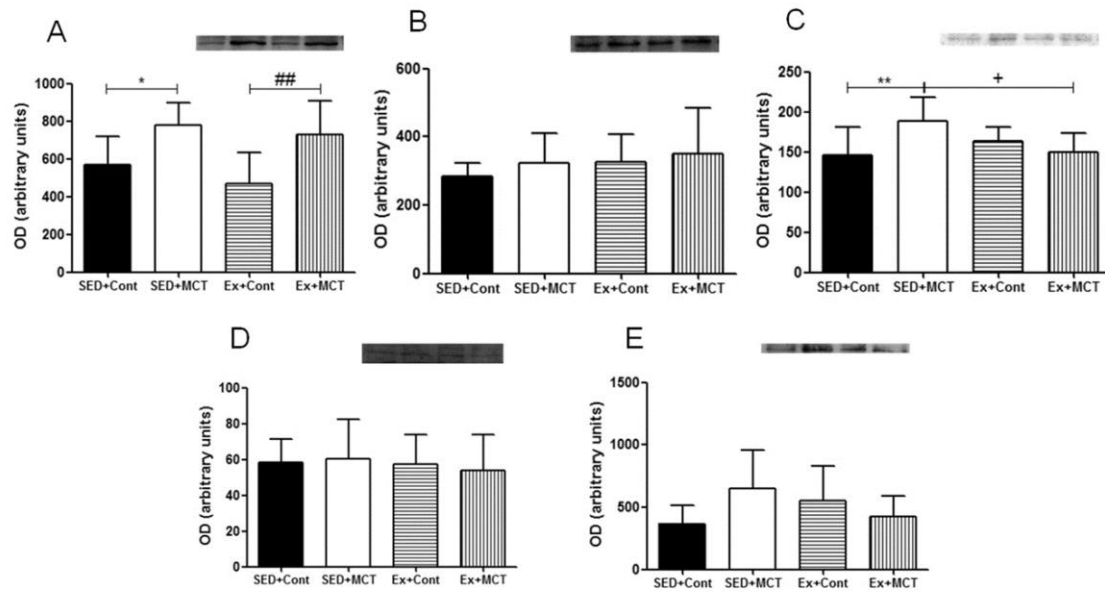 A
OD (arbitrary units)
1000
800
600
400
200
0
*
##
SED+Cont SED+MCT Ex+Cont Ex+MCT
B
OD (arbitrary units)
600
400
200
0
SED+Cont SED+MCT Ex+Cont Ex+MCT
C
OD (arbitrary units)
250
200
150
100
50
0
**
+
SED+Cont SED+MCT Ex+Cont Ex+MCT
D
OD (arbitrary units)
100
80
60
40
20
0
SED+Cont SED+MCT Ex+Cont Ex+MCT
E
OD (arbitrary units)
1500
1000
500
0
SED+Cont SED+MCT Ex+Cont Ex+MCT